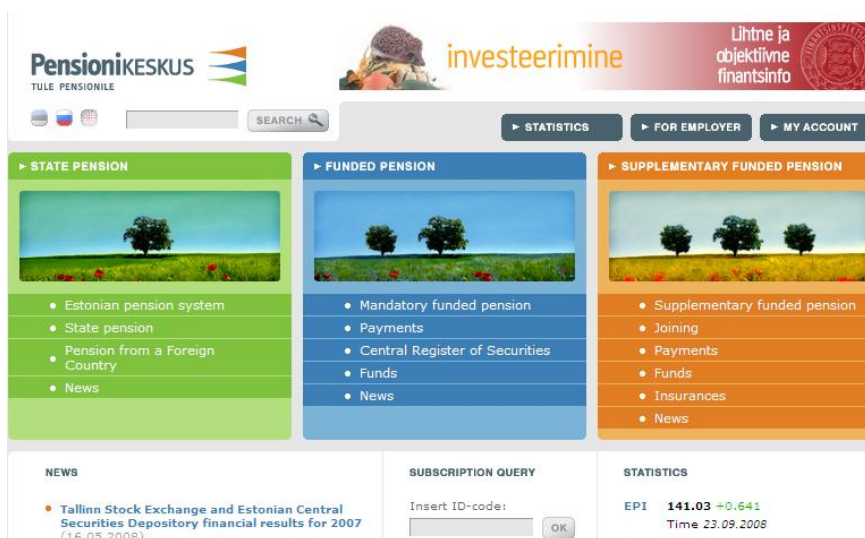 PensioniKESKUS
TULE PENSIONILE
investeerimine
Lihtne ja
objektiivne
finantsinfo
SEARCH
STATISTICS
FOR EMPLOYER
MY ACCOUNT
STATE PENSION
Estonian pension system
State pension
Pension from a Foreign
Country
News
FUNDED PENSION
Mandatory funded pension
Payments
Central Register of Securities
Funds
News
SUPPLEMENTARY FUNDED PENSION
Supplementary funded pension
Joining
Payments
Funds
Insurances
News
NEWS
Tallinn Stock Exchange and Estonian Central
Securities Depository financial results for 2007
(16.05.2008)
SUBSCRIPTION QUERY
Insert ID-code:
OK
STATISTICS
EPI 141.03 +0.641
Time 23.09.2008